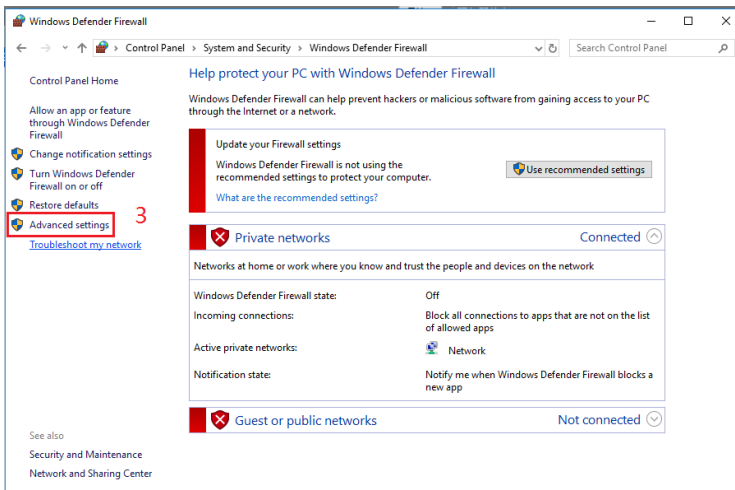 Windows Defender Firewall
Control Panel > System and Security > Windows Defender Firewall
Search Control Panel
Control Panel Home
Allow an app or feature
through Windows Defender
Firewall
Change notification settings
Turn Windows Defender
Firewall on or off
Restore defaults
Advanced settings
3
Troubleshoot my network
See also
Security and Maintenance
Network and Sharing Center
Help protect your PC with Windows Defender Firewall
Windows Defender Firewall can help prevent hackers or malicious software from gaining access to your PC
through the Internet or a network.
Update your Firewall settings
Windows Defender Firewall is not using the
recommended settings to protect your computer.
What are the recommended settings?
Use recommended settings
Private networks
Connected
Networks at home or work where you know and trust the people and devices on the network
Windows Defender Firewall state:
Off
Incoming connections:
Block all connections to apps that are not on the list
of allowed apps
Active private networks:
Network
Notification state:
Notify me when Windows Defender Firewall blocks a
new app
Guest or public networks
Not connected